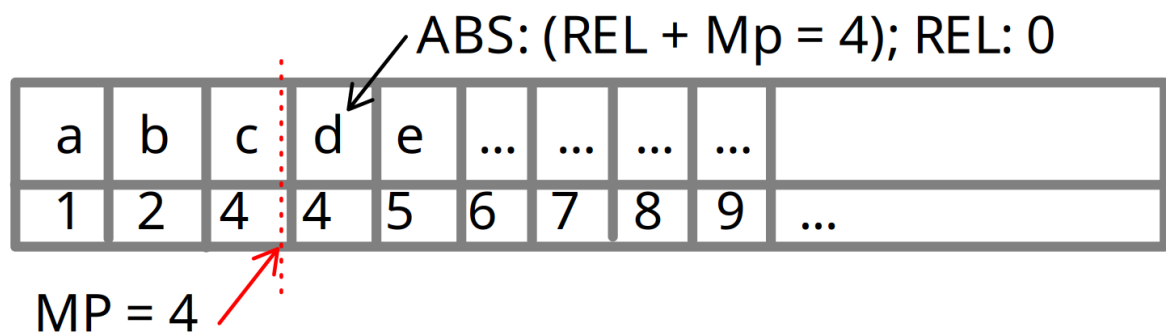 ABS: (REL + Mp = 4); REL: 0
a b c d e ... ... ... ...
1 2 4 4 5 6 7 8 9 ...
MP = 4